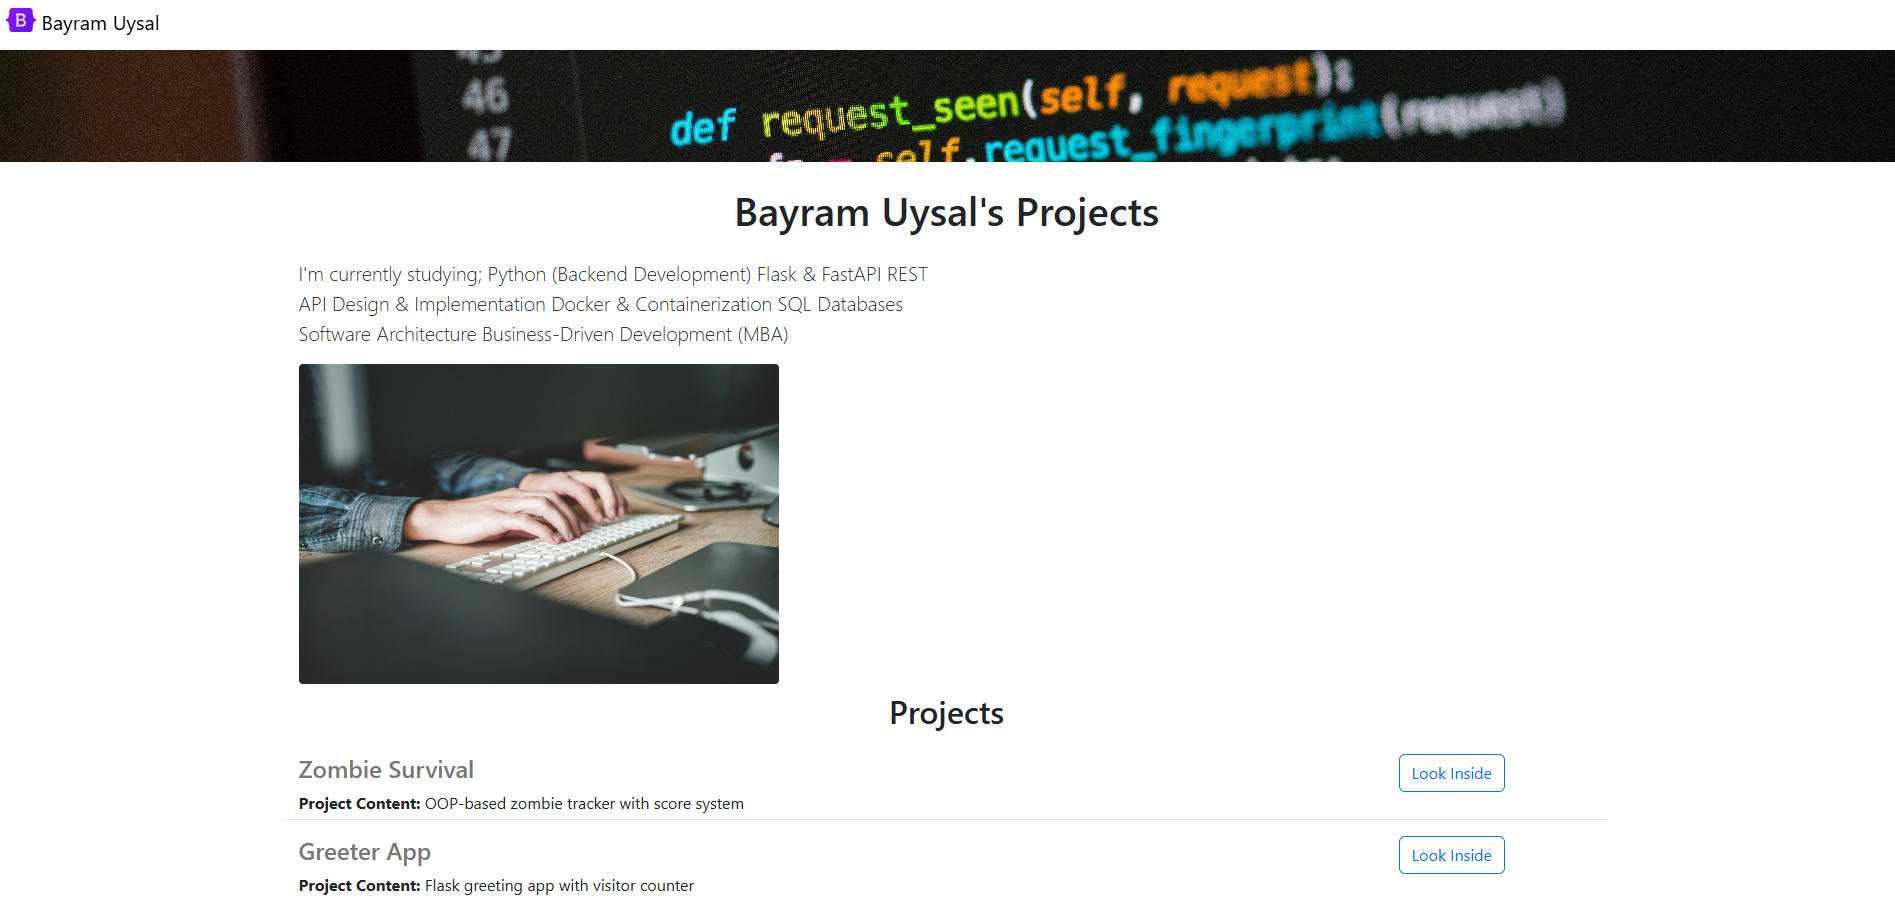 B Bayram Uysal
45
46
47
def request_seen(self, request):
self.request_fingerprint(request)
Bayram Uysal's Projects
I'm currently studying; Python (Backend Development) Flask & FastAPI REST
API Design & Implementation Docker & Containerization SQL Databases
Software Architecture Business-Driven Development (MBA)
Projects
Zombie Survival
Look Inside
Project Content: OOP-based zombie tracker with score system
Greeter App
Look Inside
Project Content: Flask greeting app with visitor counter